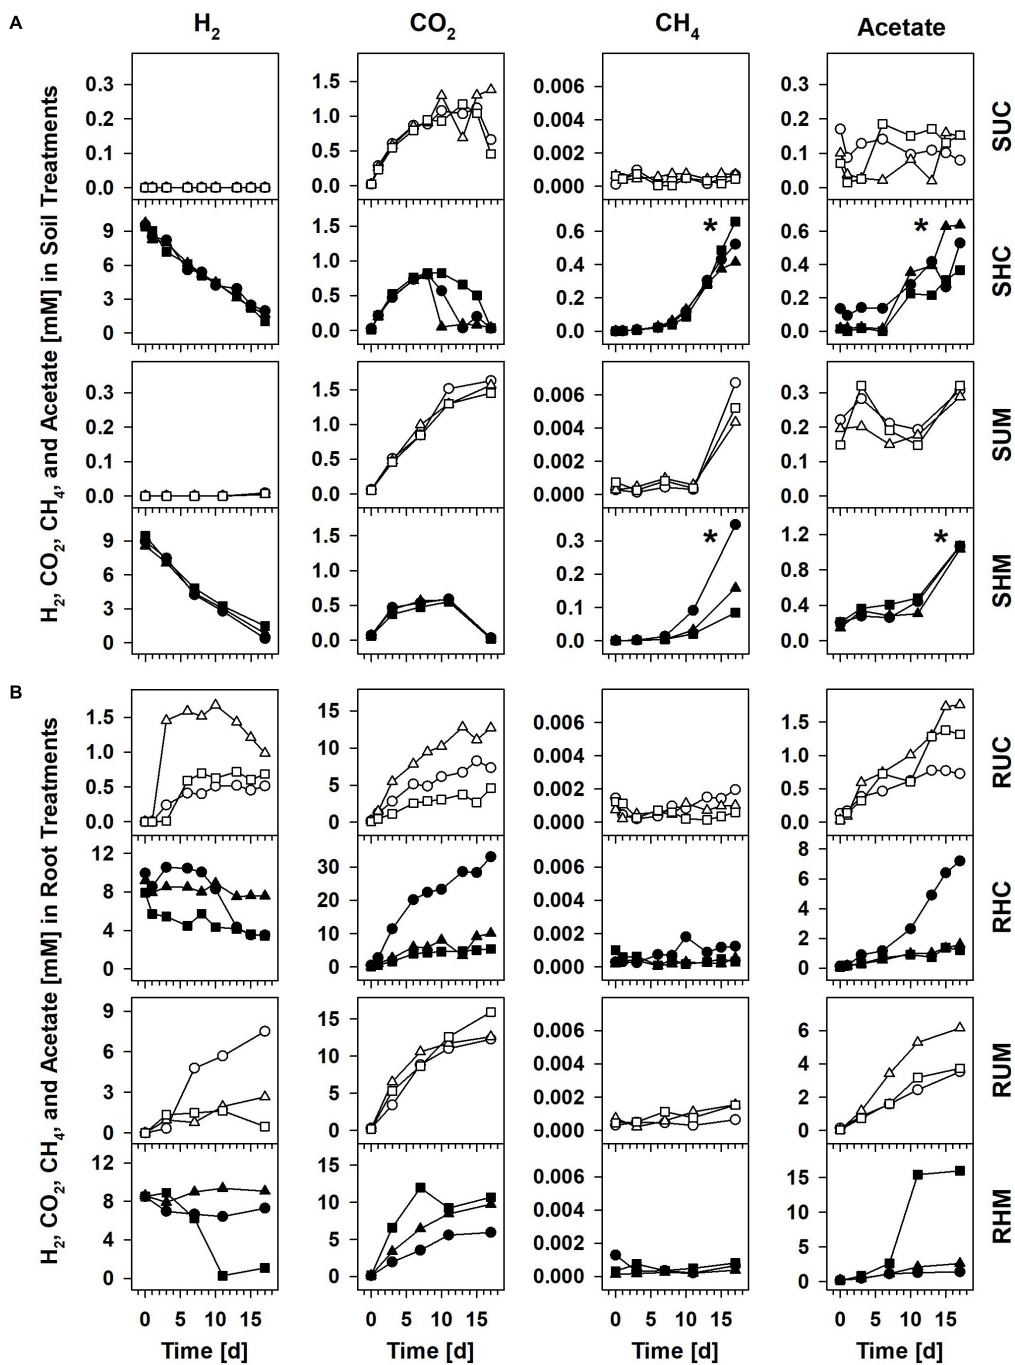 A
H2 CO2 CH4 Acetate
H2, CO2, CH4, and Acetate [mM] in Soil Treatments
0.3 1.5 0.006 0.3
0.2 1.0 0.004 0.2
0.1 0.5 0.002 0.1
0.0 0.0 0.000 0.0
SUC
9 1.5 0.6 * 0.6 *
6 1.0 0.4 0.4
3 0.5 0.2 0.2
0 0.0 0.0 0.0
SHC
0.3 1.5 0.006 0.3
0.2 1.0 0.004 0.2
0.1 0.5 0.002 0.1
0.0 0.0 0.000 0.0
SUM
9 1.5 0.3 * 1.2 *
6 1.0 0.2 0.8
3 0.5 0.1 0.4
0 0.0 0.0 0.0
SHM
B
H2, CO2, CH4, and Acetate [mM] in Root Treatments
1.5 15 0.006 1.5
1.0 10 0.004 1.0
0.5 5 0.002 0.5
0.0 0 0.000 0.0
RUC
12 30 0.006 8
8 20 0.004 6
4 10 0.002 4
0 0 0.000 2
0
RHC
9 15 0.006 6
6 10 0.004 4
3 5 0.002 2
0 0 0.000 0
RUM
12 15 0.006 15
8 10 0.004 10
4 5 0.002 5
0 0 0.000 0
RHM
0 5 10 15 0 5 10 15 0 5 10 15 0 5 10 15
Time [d] Time [d] Time [d] Time [d]